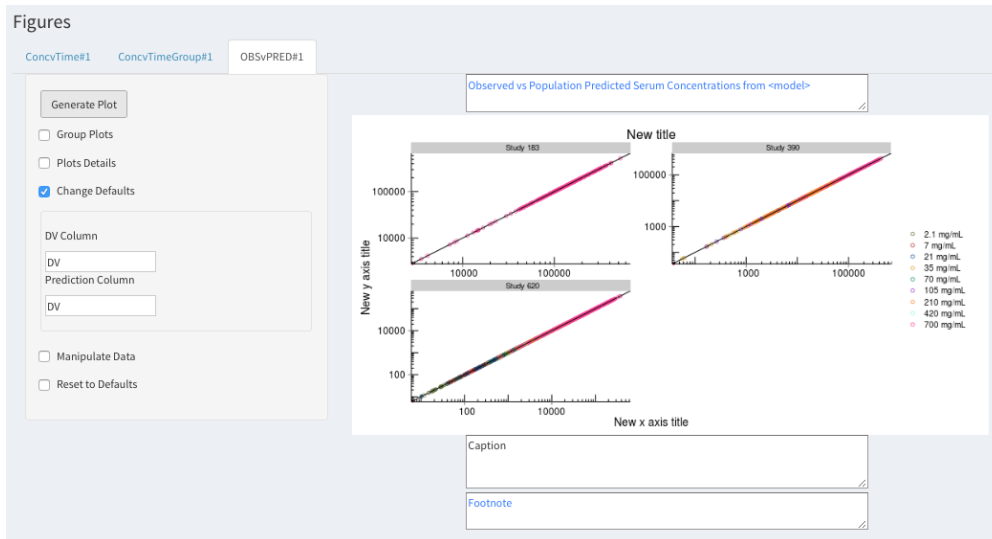 Figures
ConcvTime#1 ConcvTimeGroup#1 OBSvPRED#1
Generate Plot
Group Plots
Plots Details
Change Defaults
DV Column
DV
Prediction Column
DV
Manipulate Data
Reset to Defaults
Observed vs Population Predicted Serum Concentrations from <model>
New title
Study 183
Study 390
100000
10000
10000 100000
100000
1000
1000 100000
New y axis title
Study 620
10000
100
100 10000
New x axis title
2.1 mg/mL
7 mg/mL
21 mg/mL
35 mg/mL
70 mg/mL
105 mg/mL
210 mg/mL
420 mg/mL
700 mg/mL
Caption
Footnote